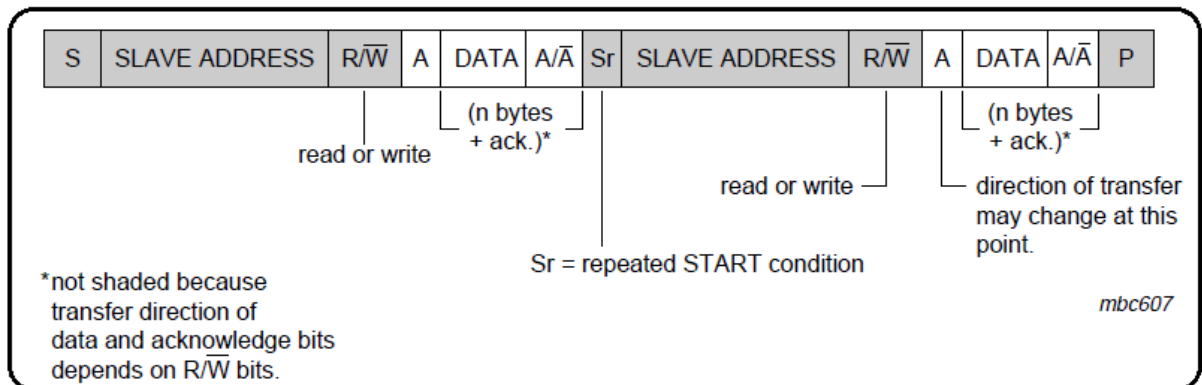 S SLAVE ADDRESS R/W̅ A DATA A/A̅ Sr SLAVE ADDRESS R/W̅ A DATA A/A̅ P
(n bytes
+ ack.)*
(n bytes
+ ack.)*
read or write
read or write
direction of transfer
may change at this
point.
Sr = repeated START condition
*not shaded because
transfer direction of
data and acknowledge bits
depends on R/W̅ bits.
mbc607